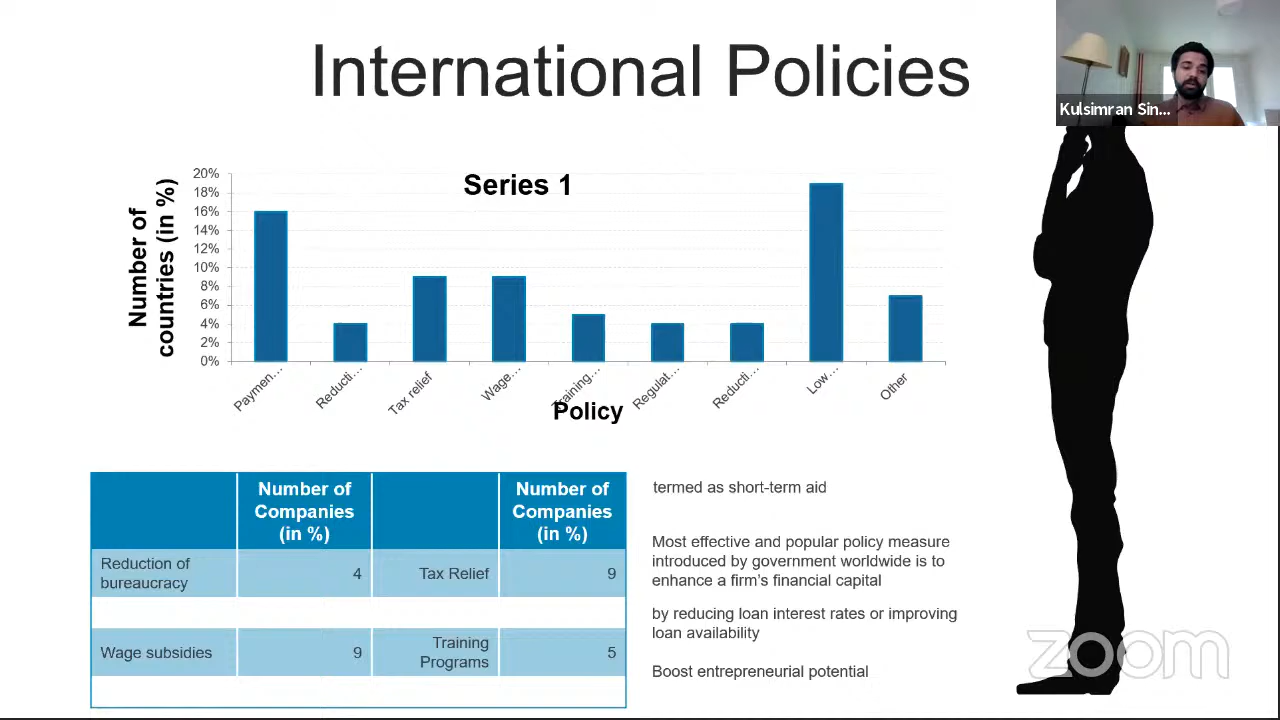 International Policies
Kulsimran Sin...
Series 1
Number of
countries (in %)
20%
18%
16%
14%
12%
10%
8%
6%
4%
2%
0%
Paymen...
Reducti...
Tax relief
Wage...
Training...
Regulat...
Reducti...
Low...
Other
Policy
Number of
Companies
(in %)
Number of
Companies
(in %)
Reduction of
bureaucracy
4
Tax Relief
9
Wage subsidies
9
Training
Programs
5
termed as short-term aid
Most effective and popular policy measure
introduced by government worldwide is to
enhance a firm's financial capital
by reducing loan interest rates or improving
loan availability
Boost entrepreneurial potential
zoom